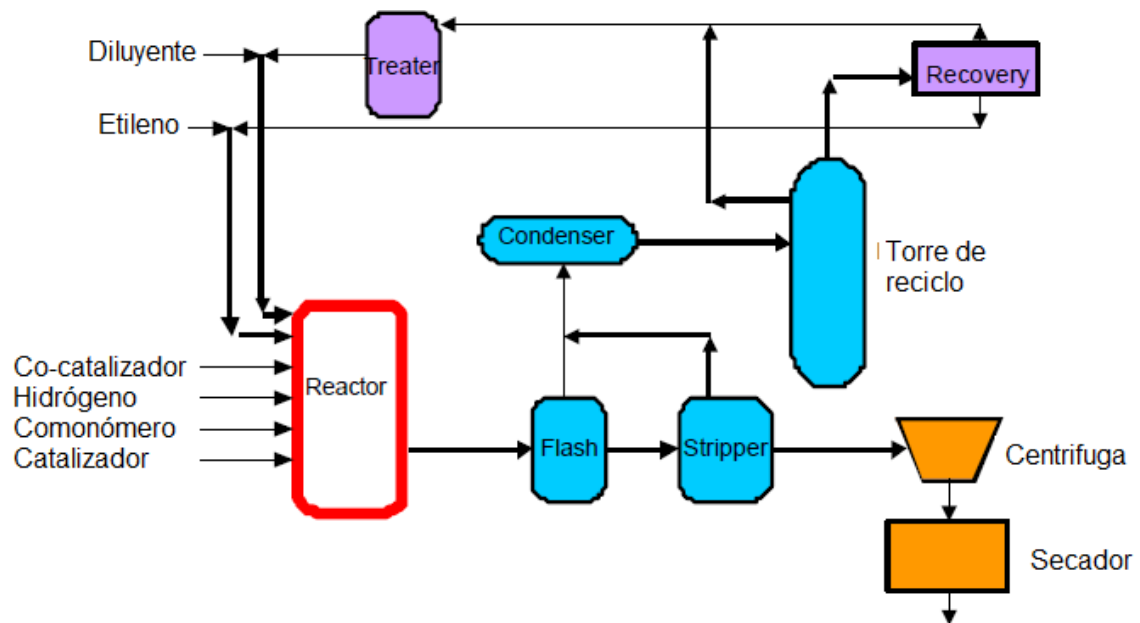 Diluyente
Treater
Recovery
Etileno
Condenser
Torre de
reciclo
Co-catalizador
Hidrógeno
Comonómero
Catalizador
Reactor
Flash
Stripper
Centrifuga
Secador